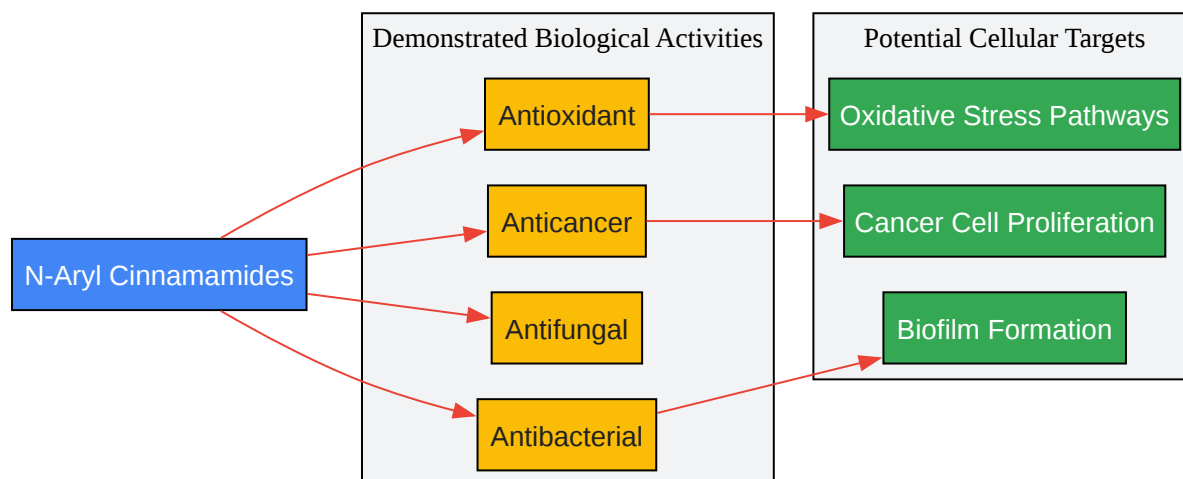 Demonstrated Biological Activities
Potential Cellular Targets
Antioxidant
Oxidative Stress Pathways
Anticancer
Cancer Cell Proliferation
N-Aryl Cinnamamides
Antifungal
Biofilm Formation
Antibacterial